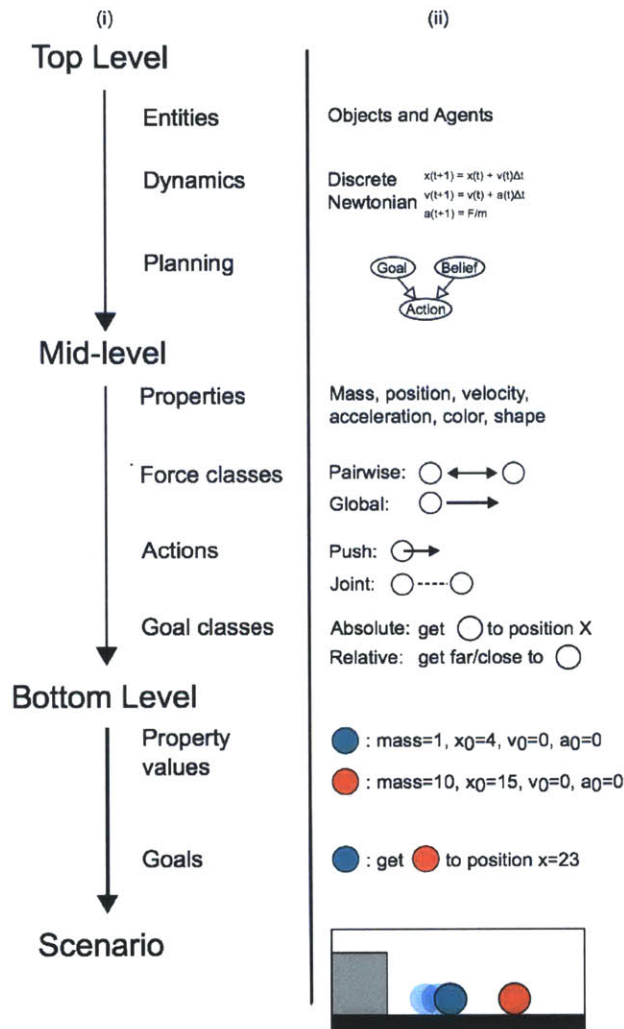 (i)
(ii)
Top Level
Entities
Objects and Agents
Dynamics
Discrete
Newtonian
x(t+1) = x(t) + v(t)Δt
v(t+1) = v(t) + a(t)Δt
a(t+1) = F/m
Planning
Goal
Belief
Action
Mid-level
Properties
Mass, position, velocity,
acceleration, color, shape
Force classes
Pairwise:
Global:
Actions
Push:
Joint:
Goal classes
Absolute: get to position X
Relative: get far/close to
Bottom Level
Property
values
: mass=1, x0=4, v0=0, a0=0
: mass=10, x0=15, v0=0, a0=0
Goals
: get to position x=23
Scenario